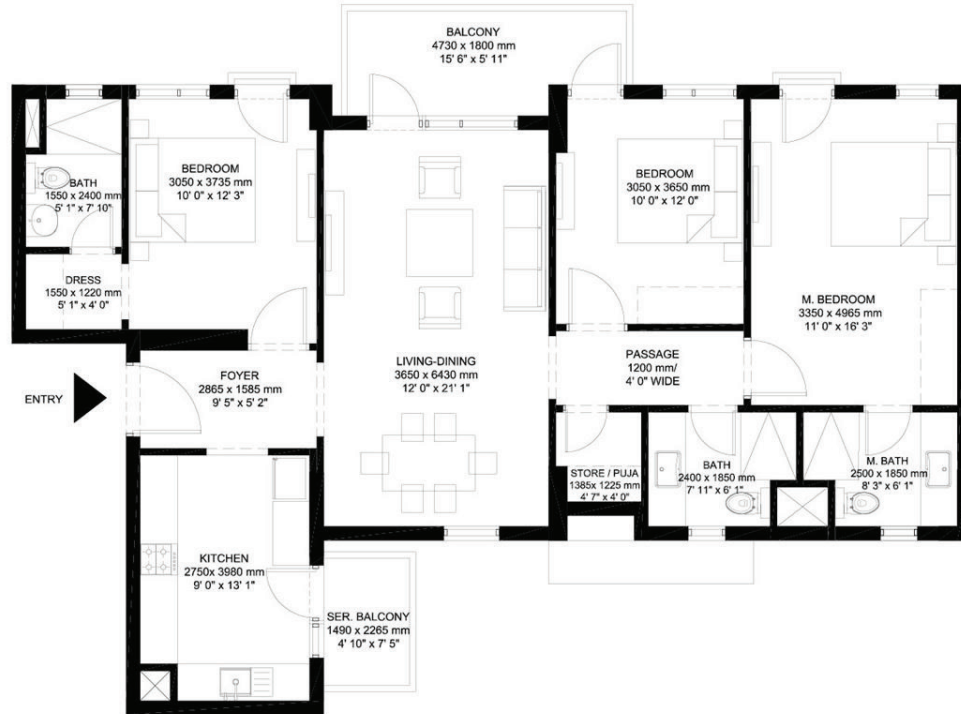 BALCONY
4730 x 1800 mm
15' 6" x 5' 11"
BATH
1550 x 2400 mm
5' 1" x 7' 10"
BEDROOM
3050 x 3735 mm
10' 0" x 12' 3"
BEDROOM
3050 x 3650 mm
10' 0" x 12' 0"
DRESS
1550 x 1220 mm
5' 1" x 4' 0"
M. BEDROOM
3350 x 4965 mm
11' 0" x 16' 3"
ENTRY
FOYER
2865 x 1585 mm
9' 5" x 5' 2"
LIVING-DINING
3650 x 6430 mm
12' 0" x 21' 1"
PASSAGE
1200 mm/
4' 0" WIDE
STORE / PUJA
1385x 1225 mm
4' 7" x 4' 0"
BATH
2400 x 1850 mm
7' 11" x 6' 1"
M. BATH
2500 x 1850 mm
8' 3" x 6' 1"
KITCHEN
2750x 3980 mm
9' 0" x 13' 1"
SER. BALCONY
1490 x 2265 mm
4' 10" x 7' 5"